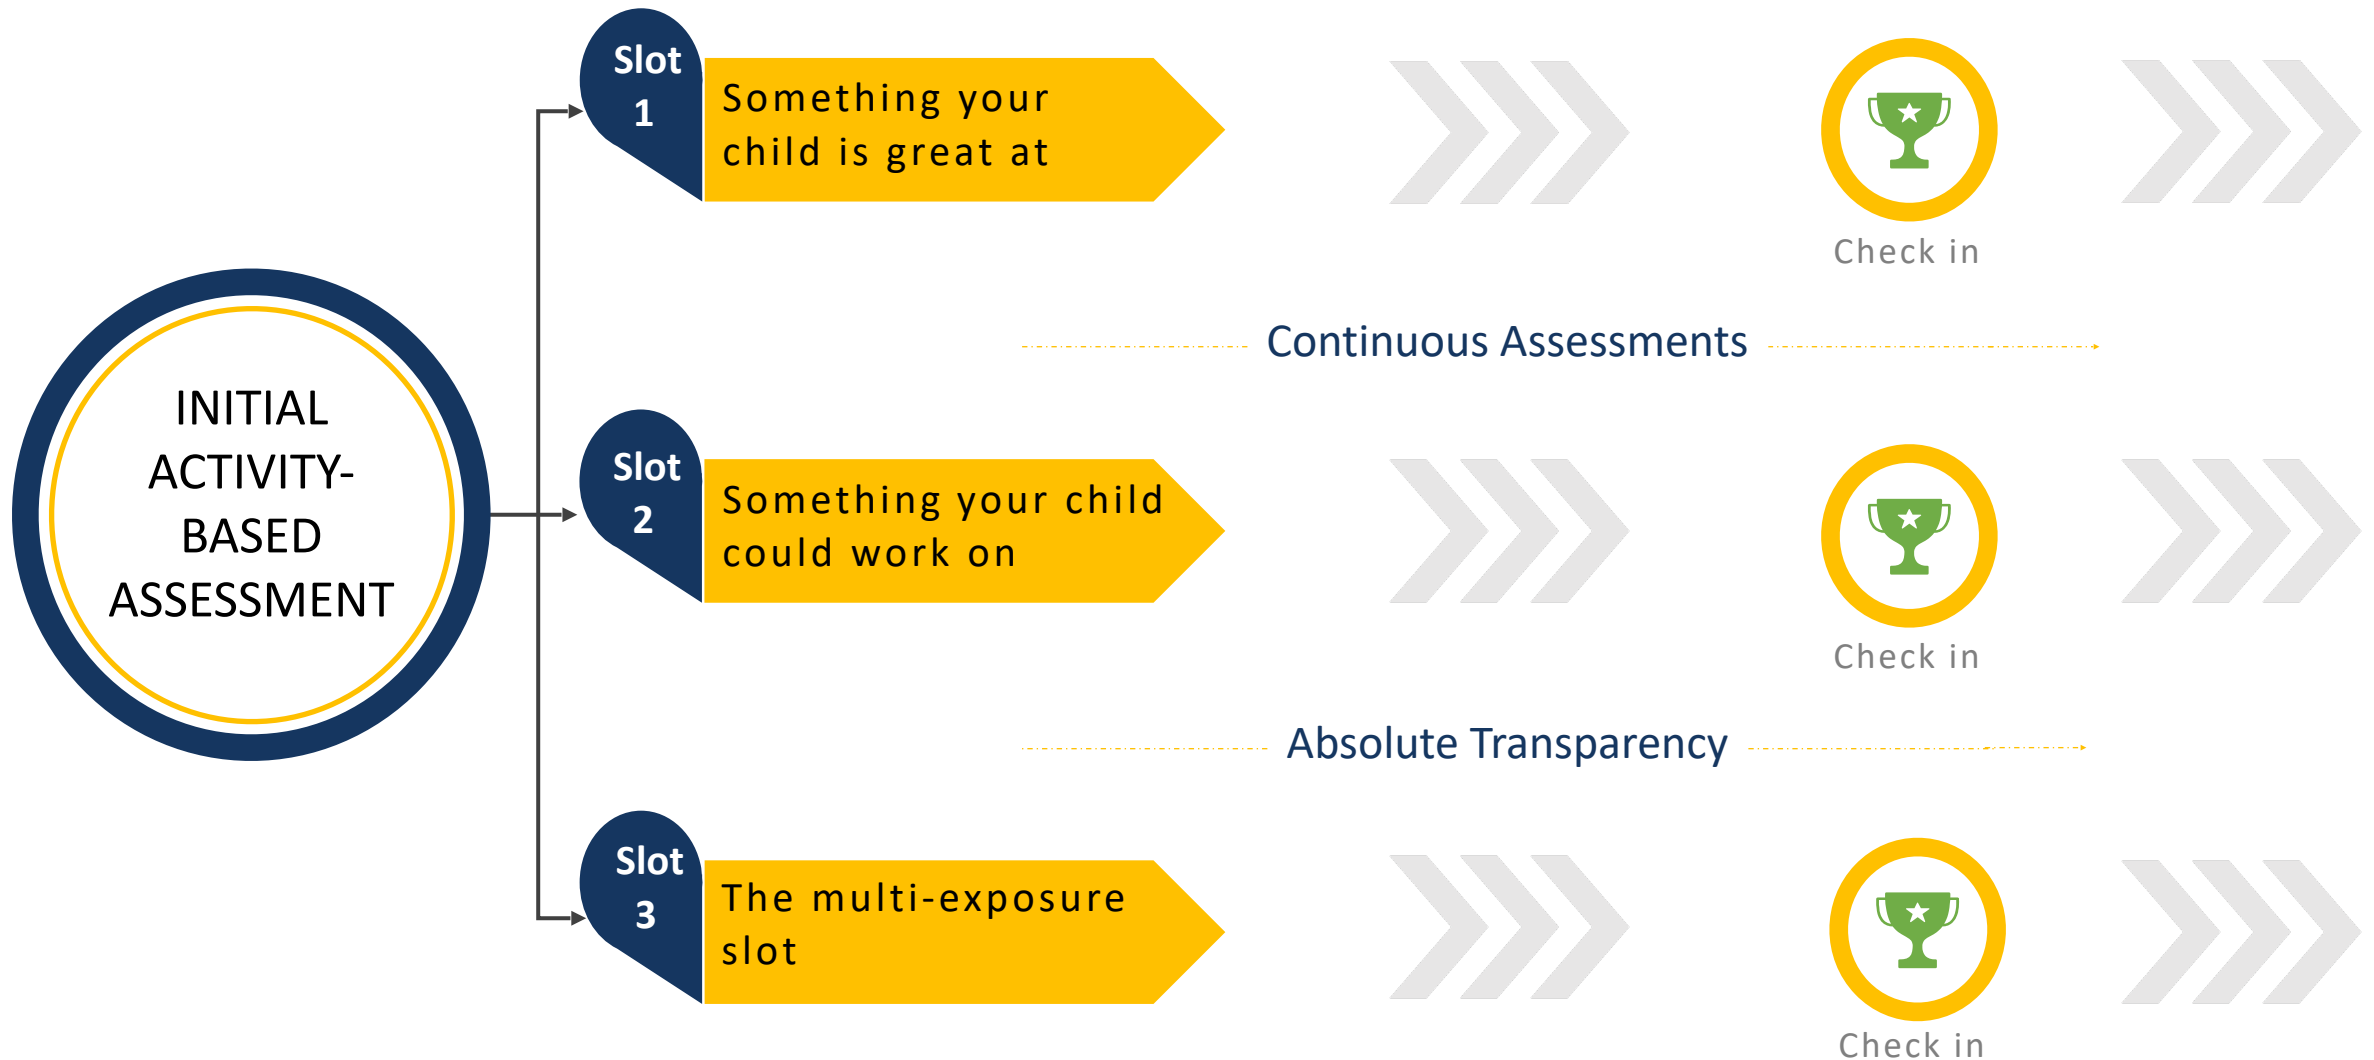 INITIAL
ACTIVITY-
BASED
ASSESSMENT
Slot
1
Something your
child is great at
Check in
Continuous Assessments
Slot
2
Something your child
could work on
Check in
Absolute Transparency
Slot
3
The multi-exposure
slot
Check in